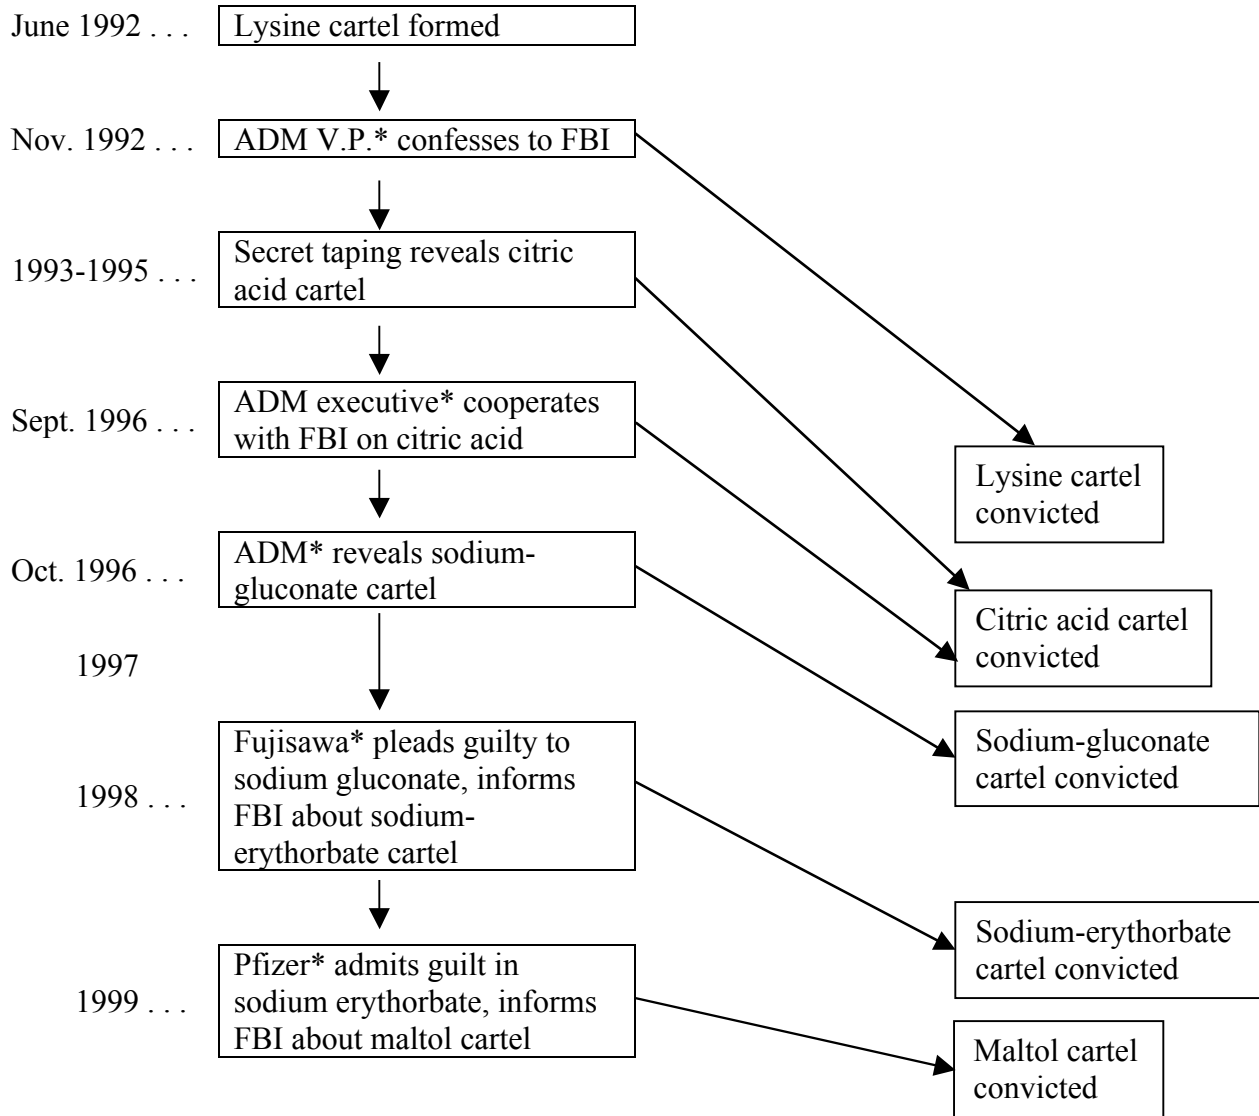 June 1992 . . .
Lysine cartel formed
Nov. 1992 . . .
ADM V.P.* confesses to FBI
1993-1995 . . .
Secret taping reveals citric
acid cartel
Sept. 1996 . . .
ADM executive* cooperates
with FBI on citric acid
Lysine cartel
convicted
Oct. 1996 . . .
ADM* reveals sodium-
gluconate cartel
Citric acid cartel
convicted
1997
Sodium-gluconate
cartel convicted
1998 . . .
Fujisawa* pleads guilty to
sodium gluconate, informs
FBI about sodium-
erythorbate cartel
Sodium-erythorbate
cartel convicted
1999 . . .
Pfizer* admits guilt in
sodium erythorbate, informs
FBI about maltol cartel
Maltol cartel
convicted